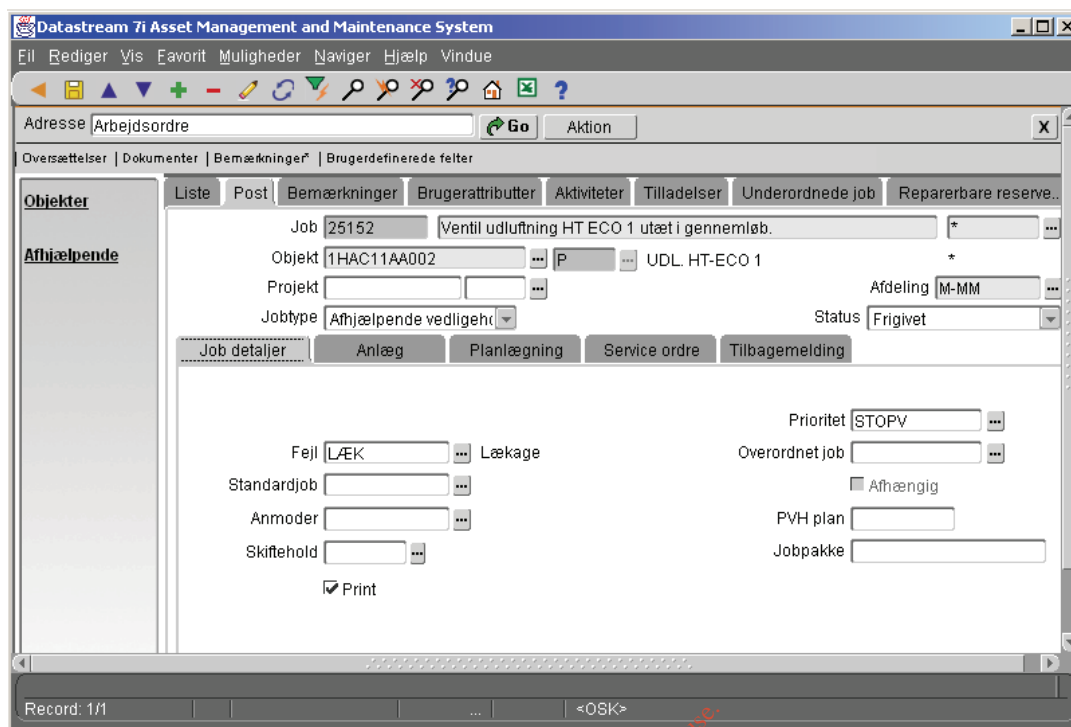 Datastream 7i Asset Management and Maintenance System
Fil Rediger Vis Favorit Muligheder Naviger Hjælp Vindue
Adresse Arbejdsordre Go Aktion X
Oversættelser | Dokumenter | Bemærkninger* | Brugerdefinerede felter
Objekter
Afhjælpende
Liste Post Bemærkninger Brugerattributter Aktiviteter Tilladelser Underordnede job Reparerbare reserve..
Job 25152 Ventil udluftning HT ECO 1 utæt i gennemløb. * ...
Objekt 1HAC11AA002 ... P ... UDL. HT-ECO 1 *
Projekt ... Afdeling M-MM ...
Jobtype Afhjælpende vedligeh Status Frigivet
Job detaljer Anlæg Planlægning Service ordre Tilbagemelding
Prioritet STOPV ...
Fejl LÆK ... Lækage Overordnet job ...
Standardjob ... Afhængig
Anmoder ... PVH plan
Skiftehold ... Jobpakke
Print
Record: 1/1 ... <OSK>